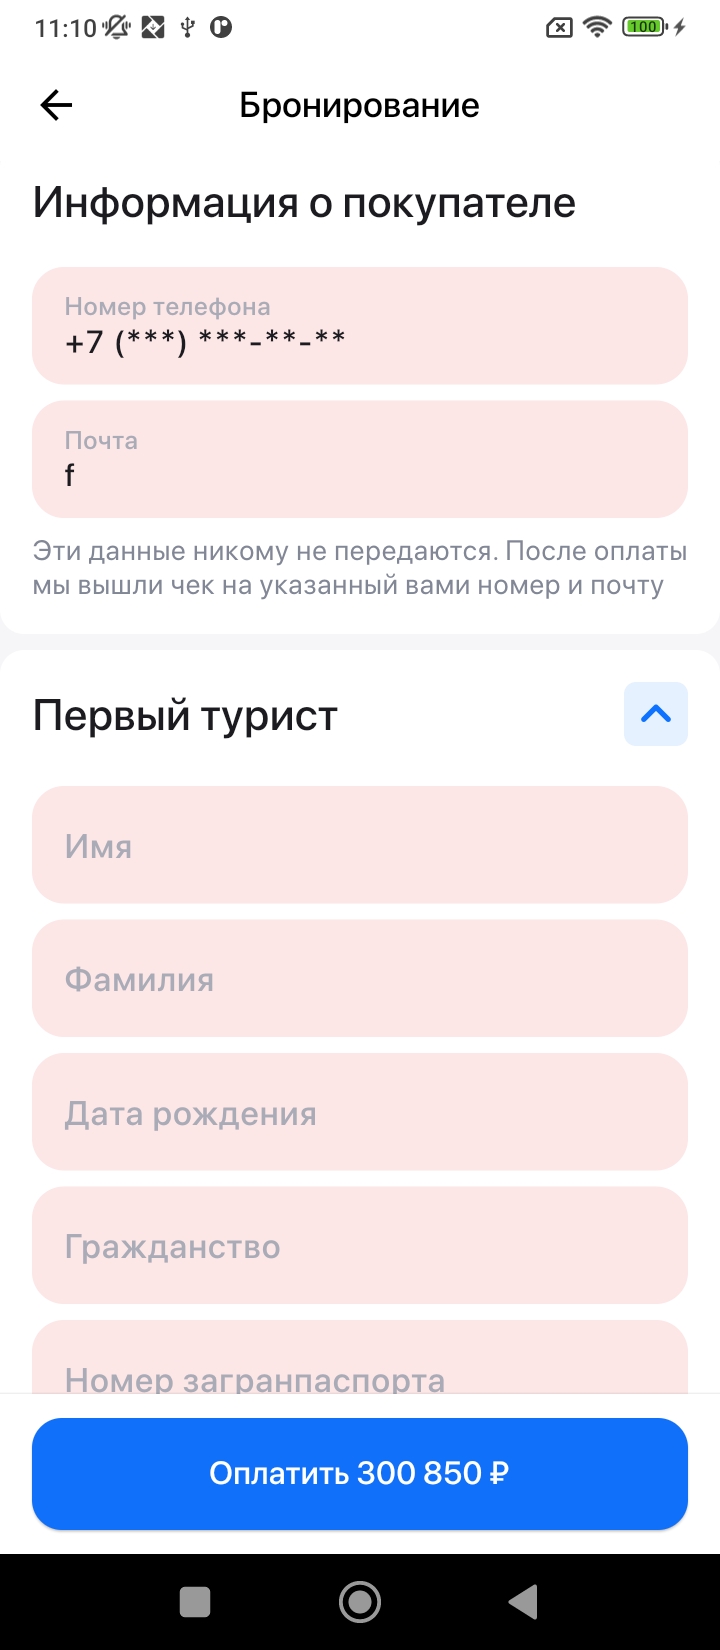 11:10
100
Бронирование
Информация о покупателе
Номер телефона
+7 (***) ***-**-**
Почта
f
Эти данные никому не передаются. После оплаты
мы вышли чек на указанный вами номер и почту
Первый турист
Имя
Фамилия
Дата рождения
Гражданство
Номер загранпаспорта
Оплатить 300 850 ₽